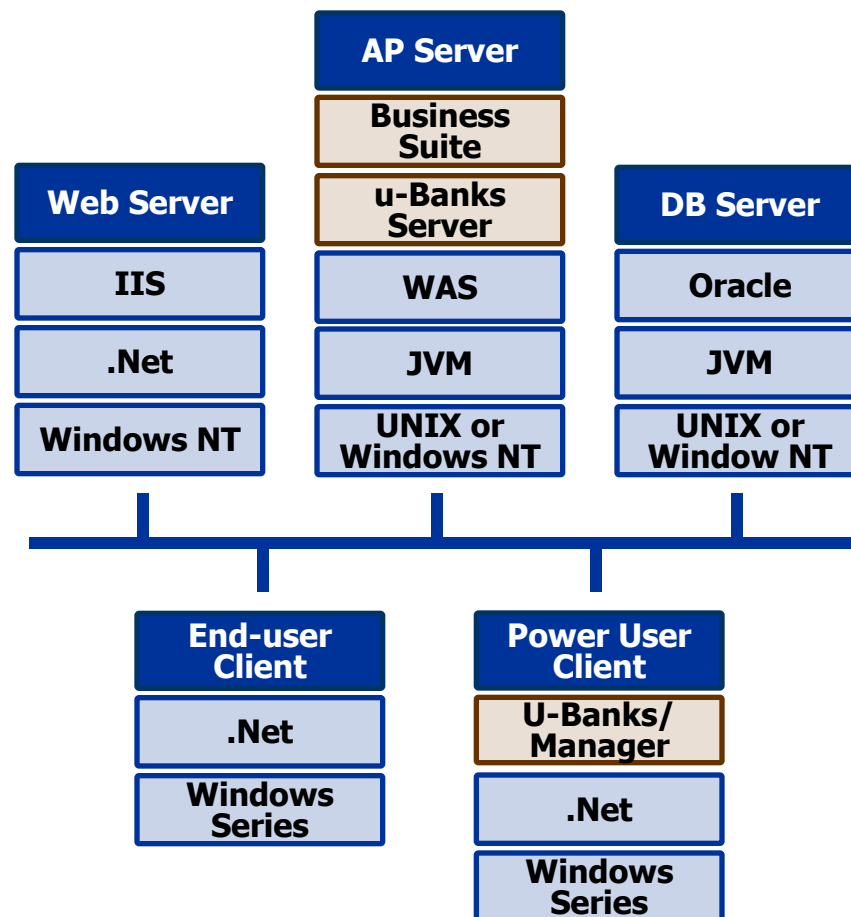 AP Server
Business
Suite
u-Banks
Server
WAS
JVM
UNIX or
Windows NT
Web Server
IIS
.Net
Windows NT
DB Server
Oracle
JVM
UNIX or
Window NT
End-user
Client
.Net
Windows
Series
Power User
Client
U-Banks/
Manager
.Net
Windows
Series